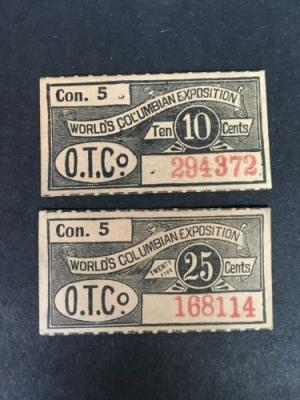 Con. 5
WORLD'S COLUMBIAN EXPOSITION
Ten 10 Cents
O.T.Co
294372
Con. 5
WORLD'S COLUMBIAN EXPOSITION
TWENTY FIVE 25 Cents
O.T.Co
168114